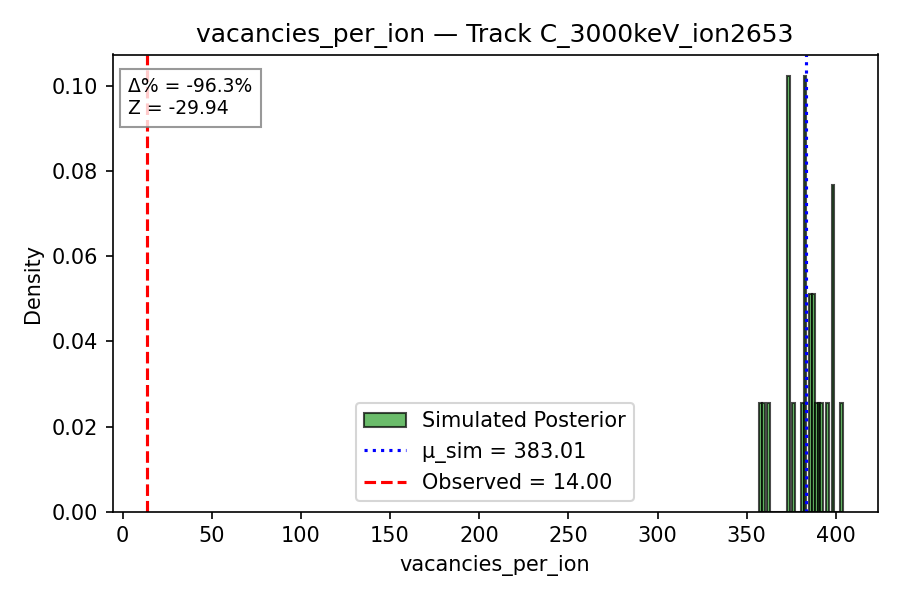 vacancies_per_ion — Track C_3000keV_ion2653
Δ% = -96.3%
Z = -29.94
Density
0.10
0.08
0.06
0.04
0.02
0.00
Simulated Posterior
μ_sim = 383.01
Observed = 14.00
0 50 100 150 200 250 300 350 400
vacancies_per_ion